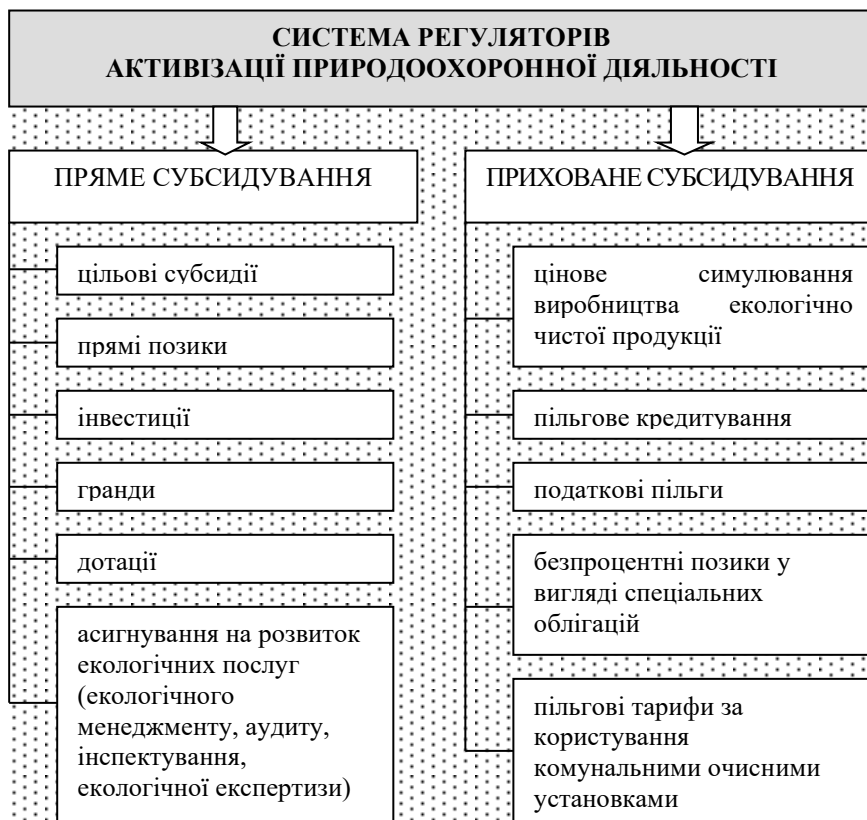 СИСТЕМА РЕГУЛЯТОРІВ
АКТИВІЗАЦІЇ ПРИРОДООХОРОННОЇ ДІЯЛЬНОСТІ
ПРЯМЕ СУБСИДУВАННЯ
цільові субсидії
прямі позики
інвестиції
гранди
дотації
асигнування на розвиток
екологічних послуг
(екологічного
менеджменту, аудиту,
інспектування,
екологічної експертизи)
ПРИХОВАНЕ СУБСИДУВАННЯ
цінове симулювання
виробництва екологічно
чистої продукції
пільгове кредитування
податкові пільги
безпроцентні позики у
вигляді спеціальних
облігацій
пільгові тарифи за
користування
комунальними очисними
установками